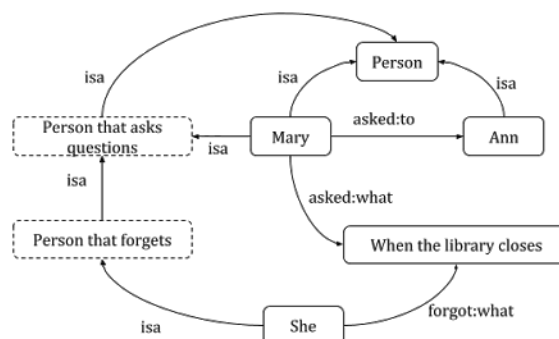 Person
isa
isa
isa
Person that asks
questions
isa
Mary
asked:to
Ann
isa
asked:what
Person that forgets
When the library closes
isa
She
forgot:what